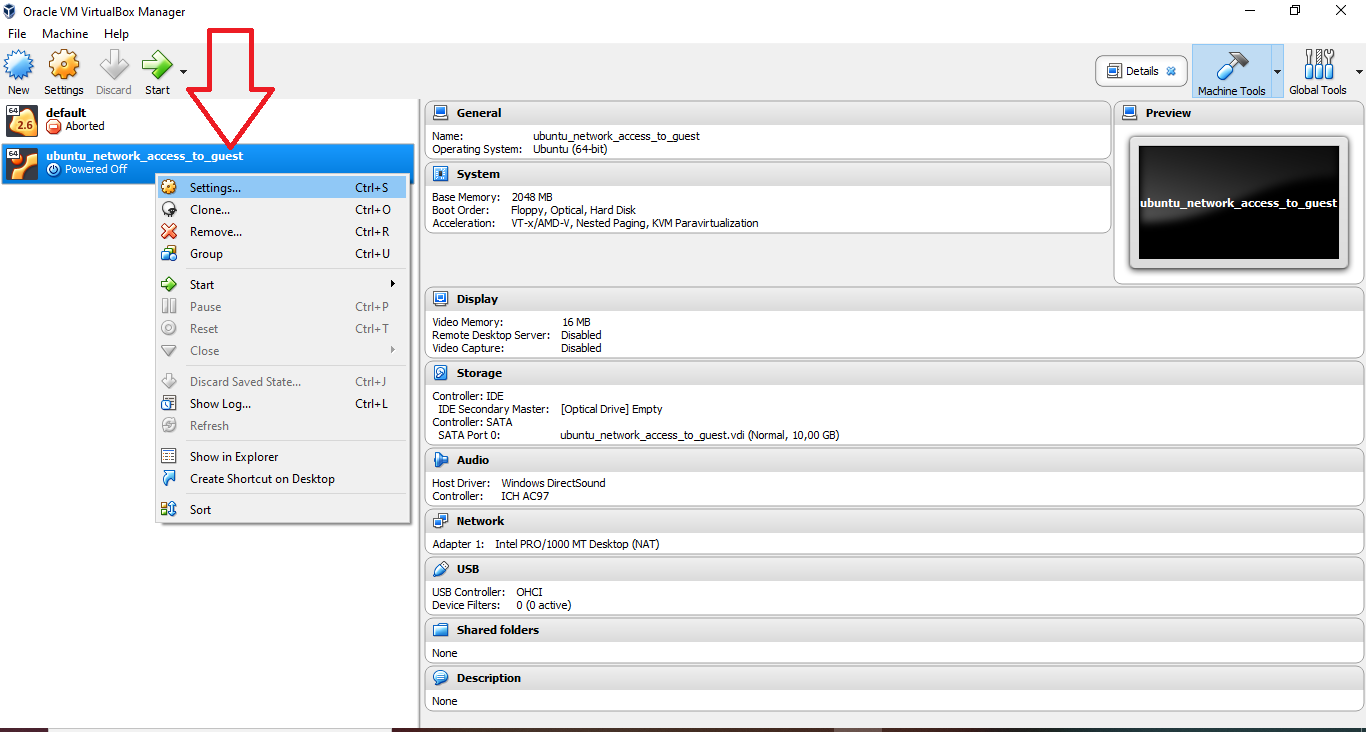 Oracle VM VirtualBox Manager
File Machine Help
New Settings Discard Start
Details Machine Tools Global Tools
64
2.6
default
Aborted
64
ubuntu_network_access_to_guest
Powered Off
Settings... Ctrl+S
Clone... Ctrl+O
Remove... Ctrl+R
Group Ctrl+U
Start
Pause Ctrl+P
Reset Ctrl+T
Close
Discard Saved State... Ctrl+J
Show Log... Ctrl+L
Refresh
Show in Explorer
Create Shortcut on Desktop
Sort
General
Name: ubuntu_network_access_to_guest
Operating System: Ubuntu (64-bit)
System
Base Memory: 2048 MB
Boot Order: Floppy, Optical, Hard Disk
Acceleration: VT-x/AMD-V, Nested Paging, KVM Paravirtualization
Preview
ubuntu_network_access_to_guest
Display
Video Memory: 16 MB
Remote Desktop Server: Disabled
Video Capture: Disabled
Storage
Controller: IDE
IDE Secondary Master: [Optical Drive] Empty
Controller: SATA
SATA Port 0: ubuntu_network_access_to_guest.vdi (Normal, 10,00 GB)
Audio
Host Driver: Windows DirectSound
Controller: ICH AC97
Network
Adapter 1: Intel PRO/1000 MT Desktop (NAT)
USB
USB Controller: OHCI
Device Filters: 0 (0 active)
Shared folders
None
Description
None